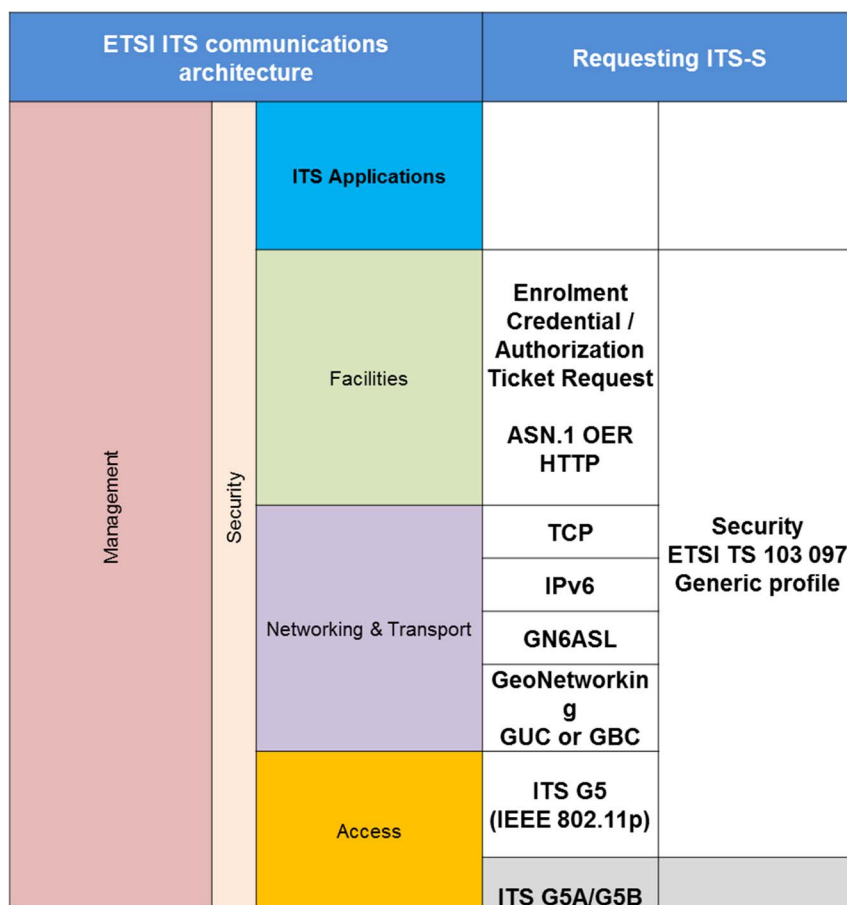 ETSI ITS communications
architecture
Requesting ITS-S
Management
Security
ITS Applications
Facilities
Enrolment
Credential /
Authorization
Ticket Request
ASN.1 OER
HTTP
Networking & Transport
TCP
IPv6
GN6ASL
GeoNetworkin
g
GUC or GBC
Security
ETSI TS 103 097
Generic profile
Access
ITS G5
(IEEE 802.11p)
ITS G5A/G5B